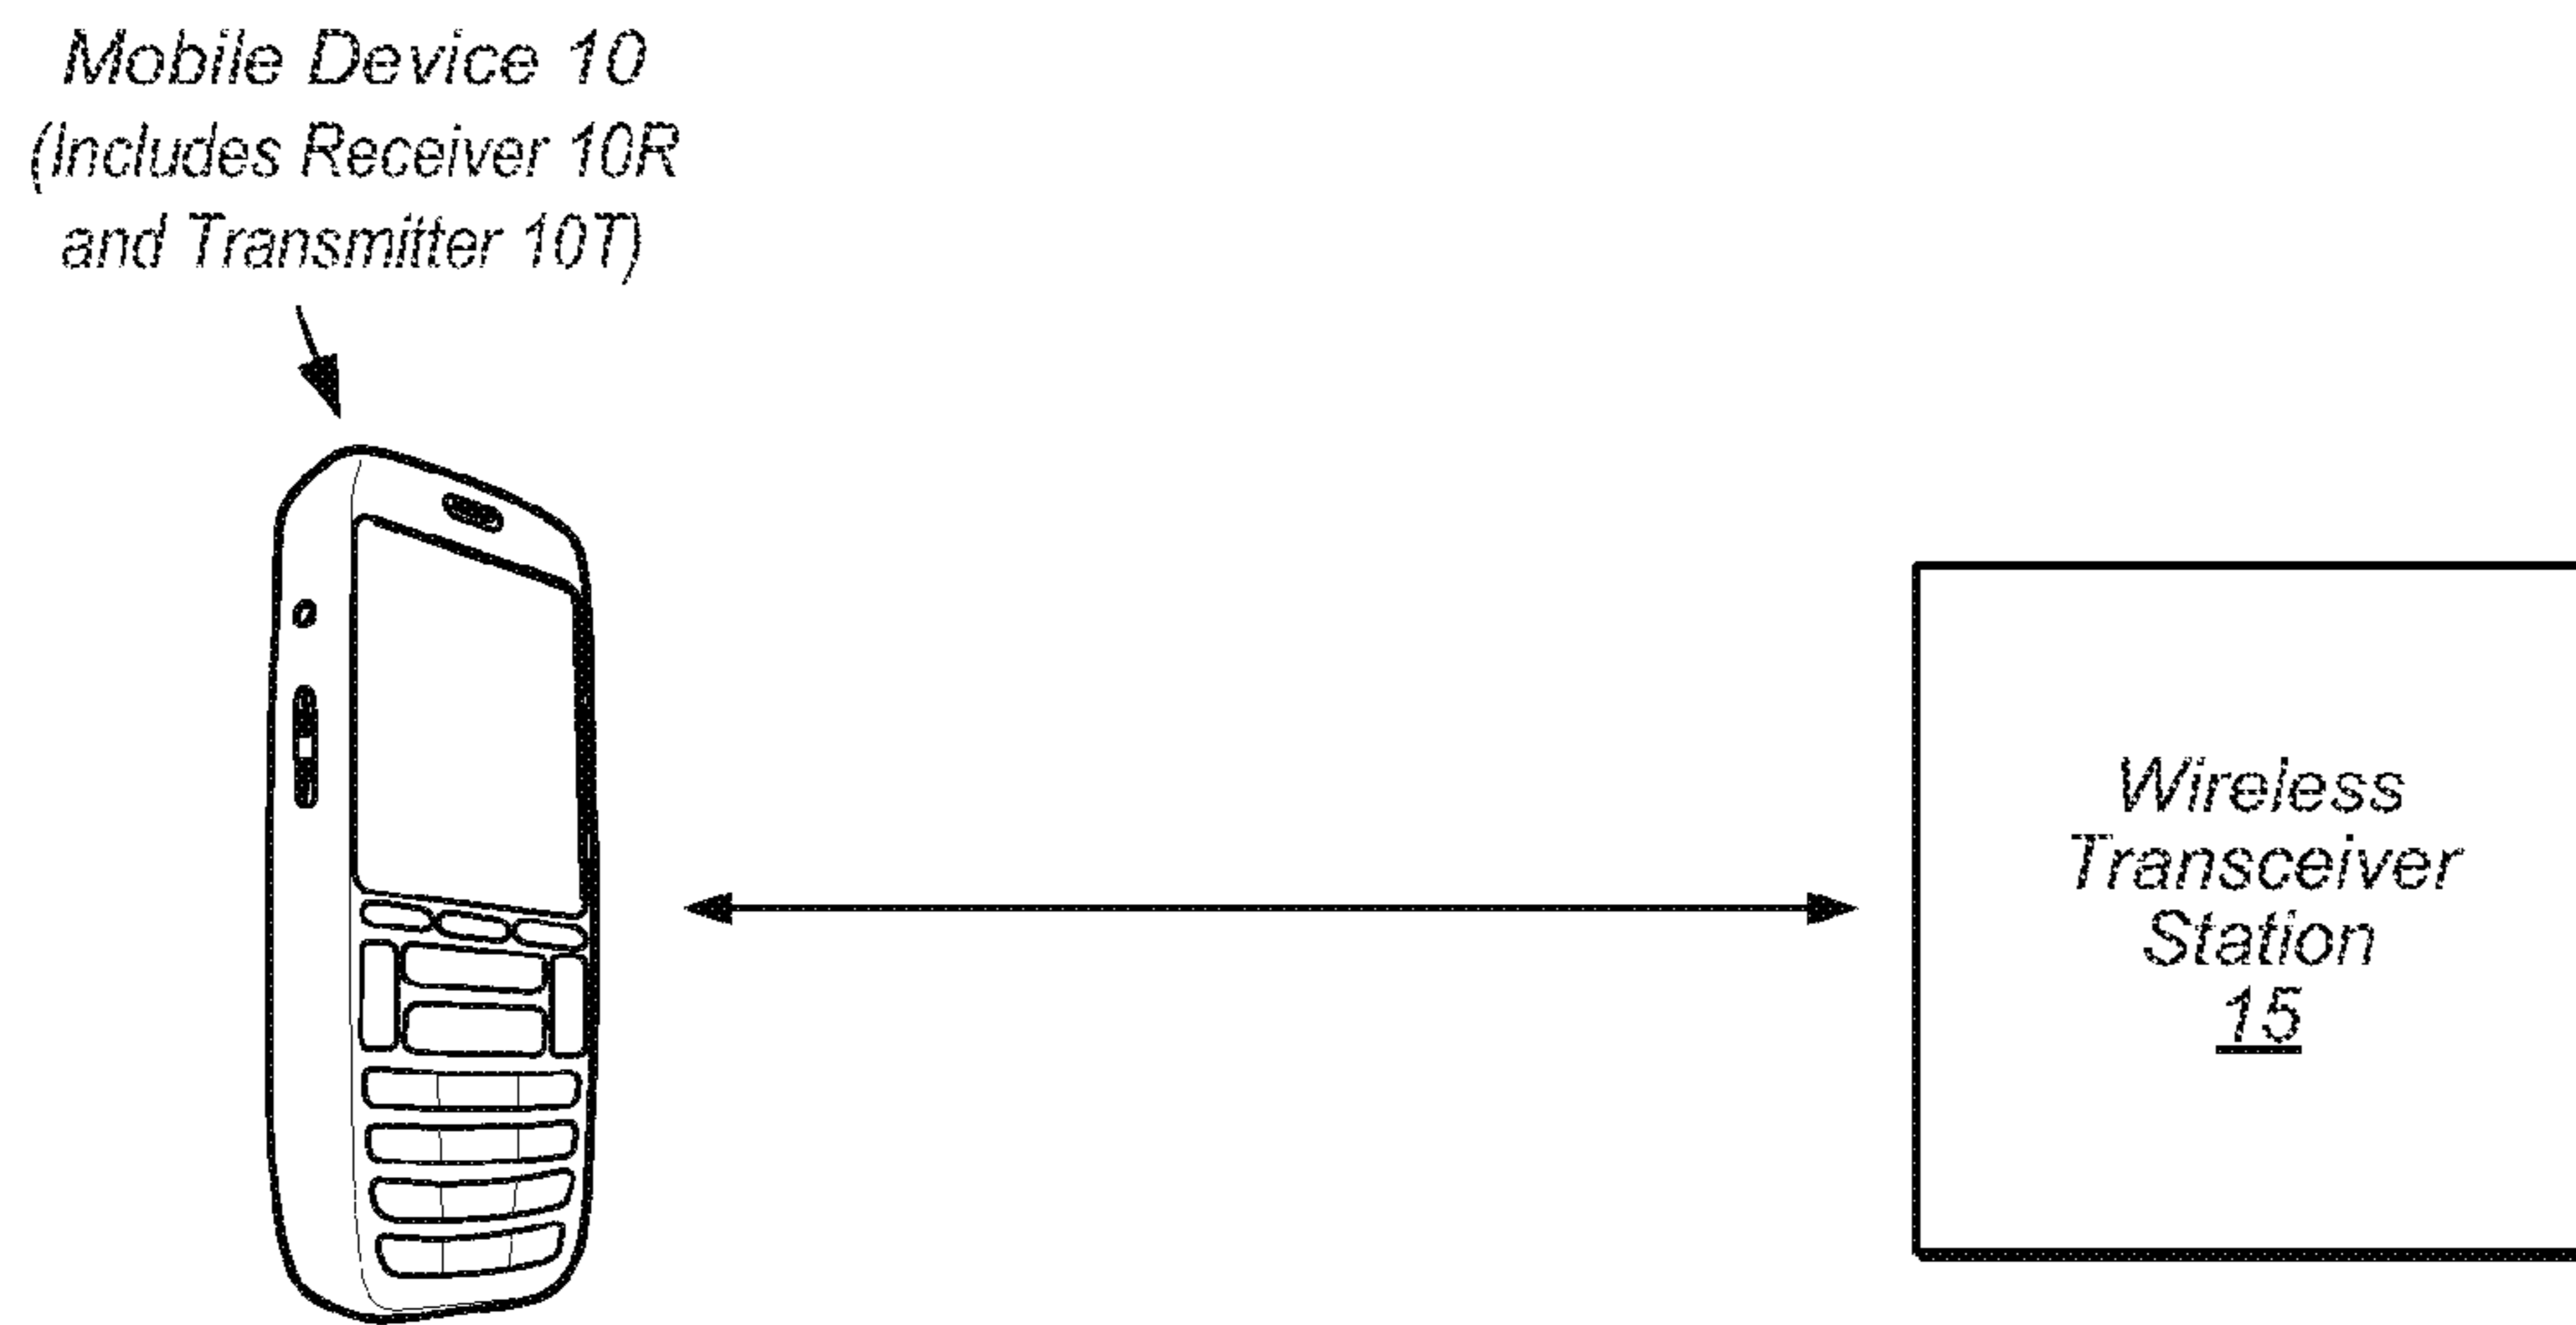 Mobile Device 10
(Includes Receiver 10R
and Transmitter 10T)
Wireless
Transceiver
Station
15